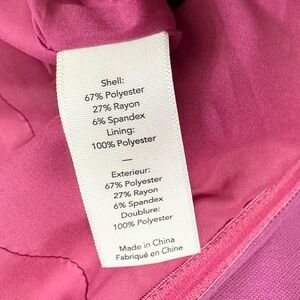 Shell:
67% Polyester
27% Rayon
6% Spandex
Lining:
100% Polyester
—
Exterieur:
67% Polyester
27% Rayon
6% Spandex
Doublure:
100% Polyester
Made in China
Fabriqué en Chine